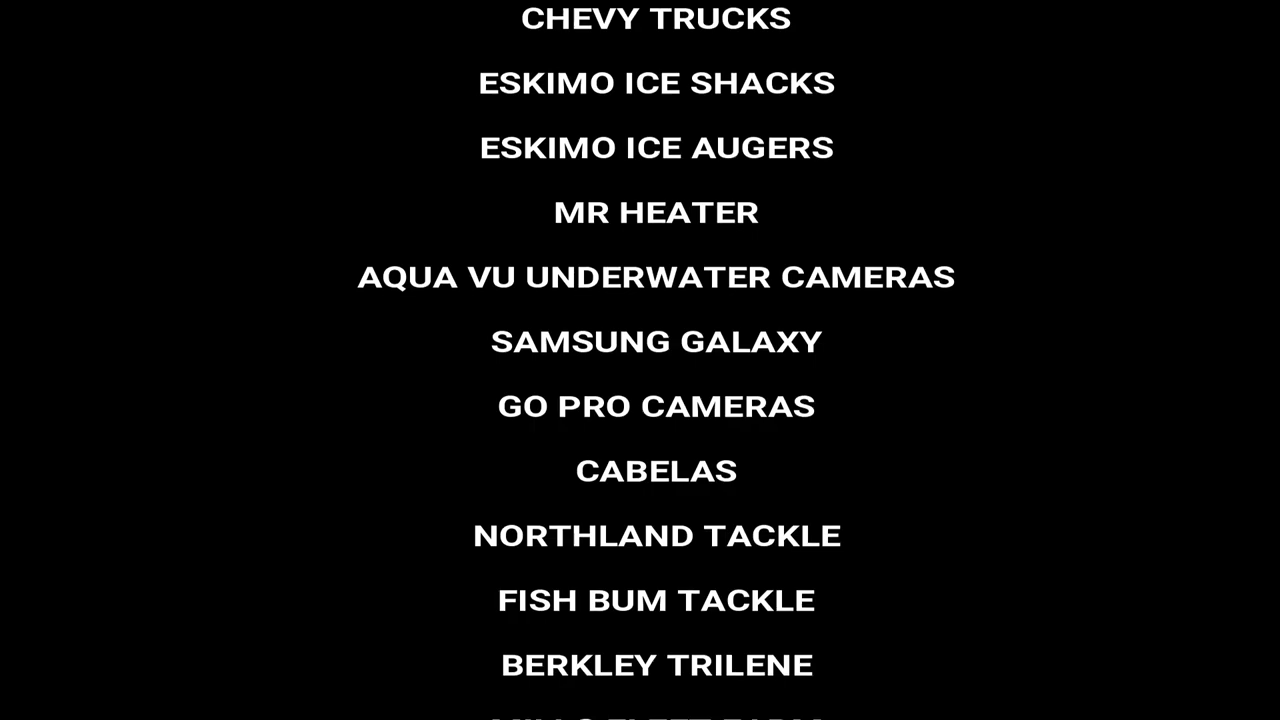 CHEVY TRUCKS
ESKIMO ICE SHACKS
ESKIMO ICE AUGERS
MR HEATER
AQUA VU UNDERWATER CAMERAS
SAMSUNG GALAXY
GO PRO CAMERAS
CABELAS
NORTHLAND TACKLE
FISH BUM TACKLE
BERKLEY TRILENE